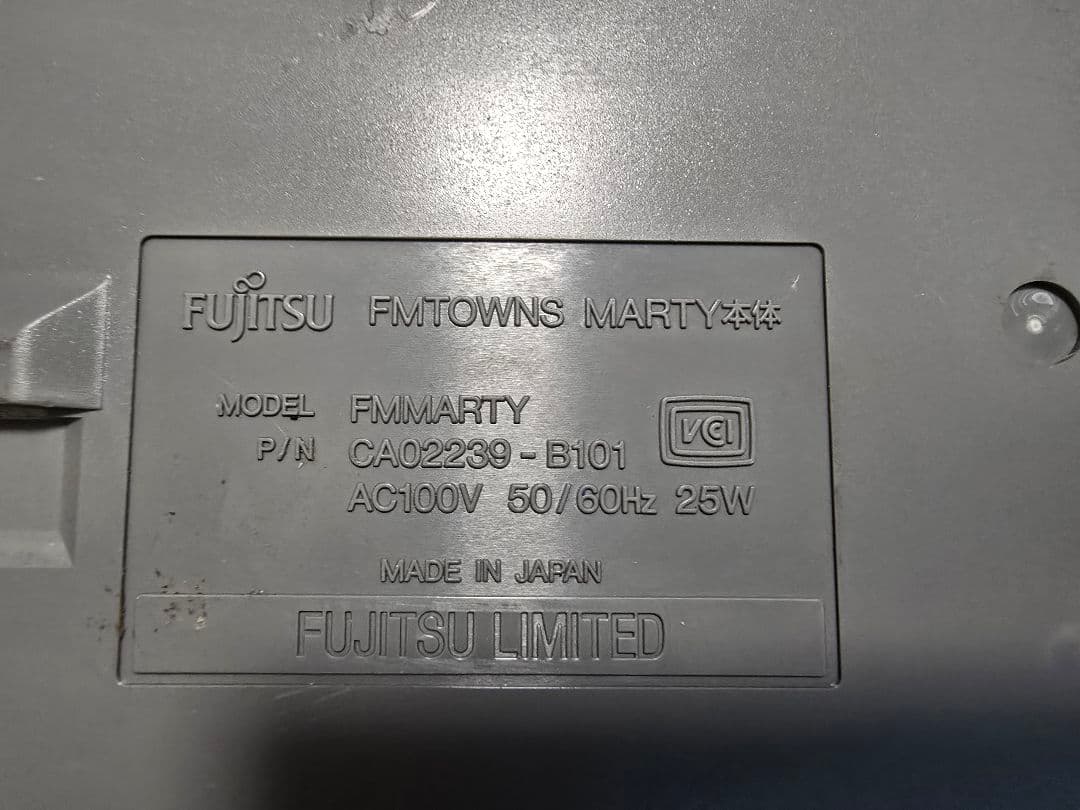 FUJITSU FMTOWNS MARTY本体
MODEL FMMARTY
P/N CA02239-B101
VCI
AC100V 50/60Hz 25W
MADE IN JAPAN
FUJITSU LIMITED